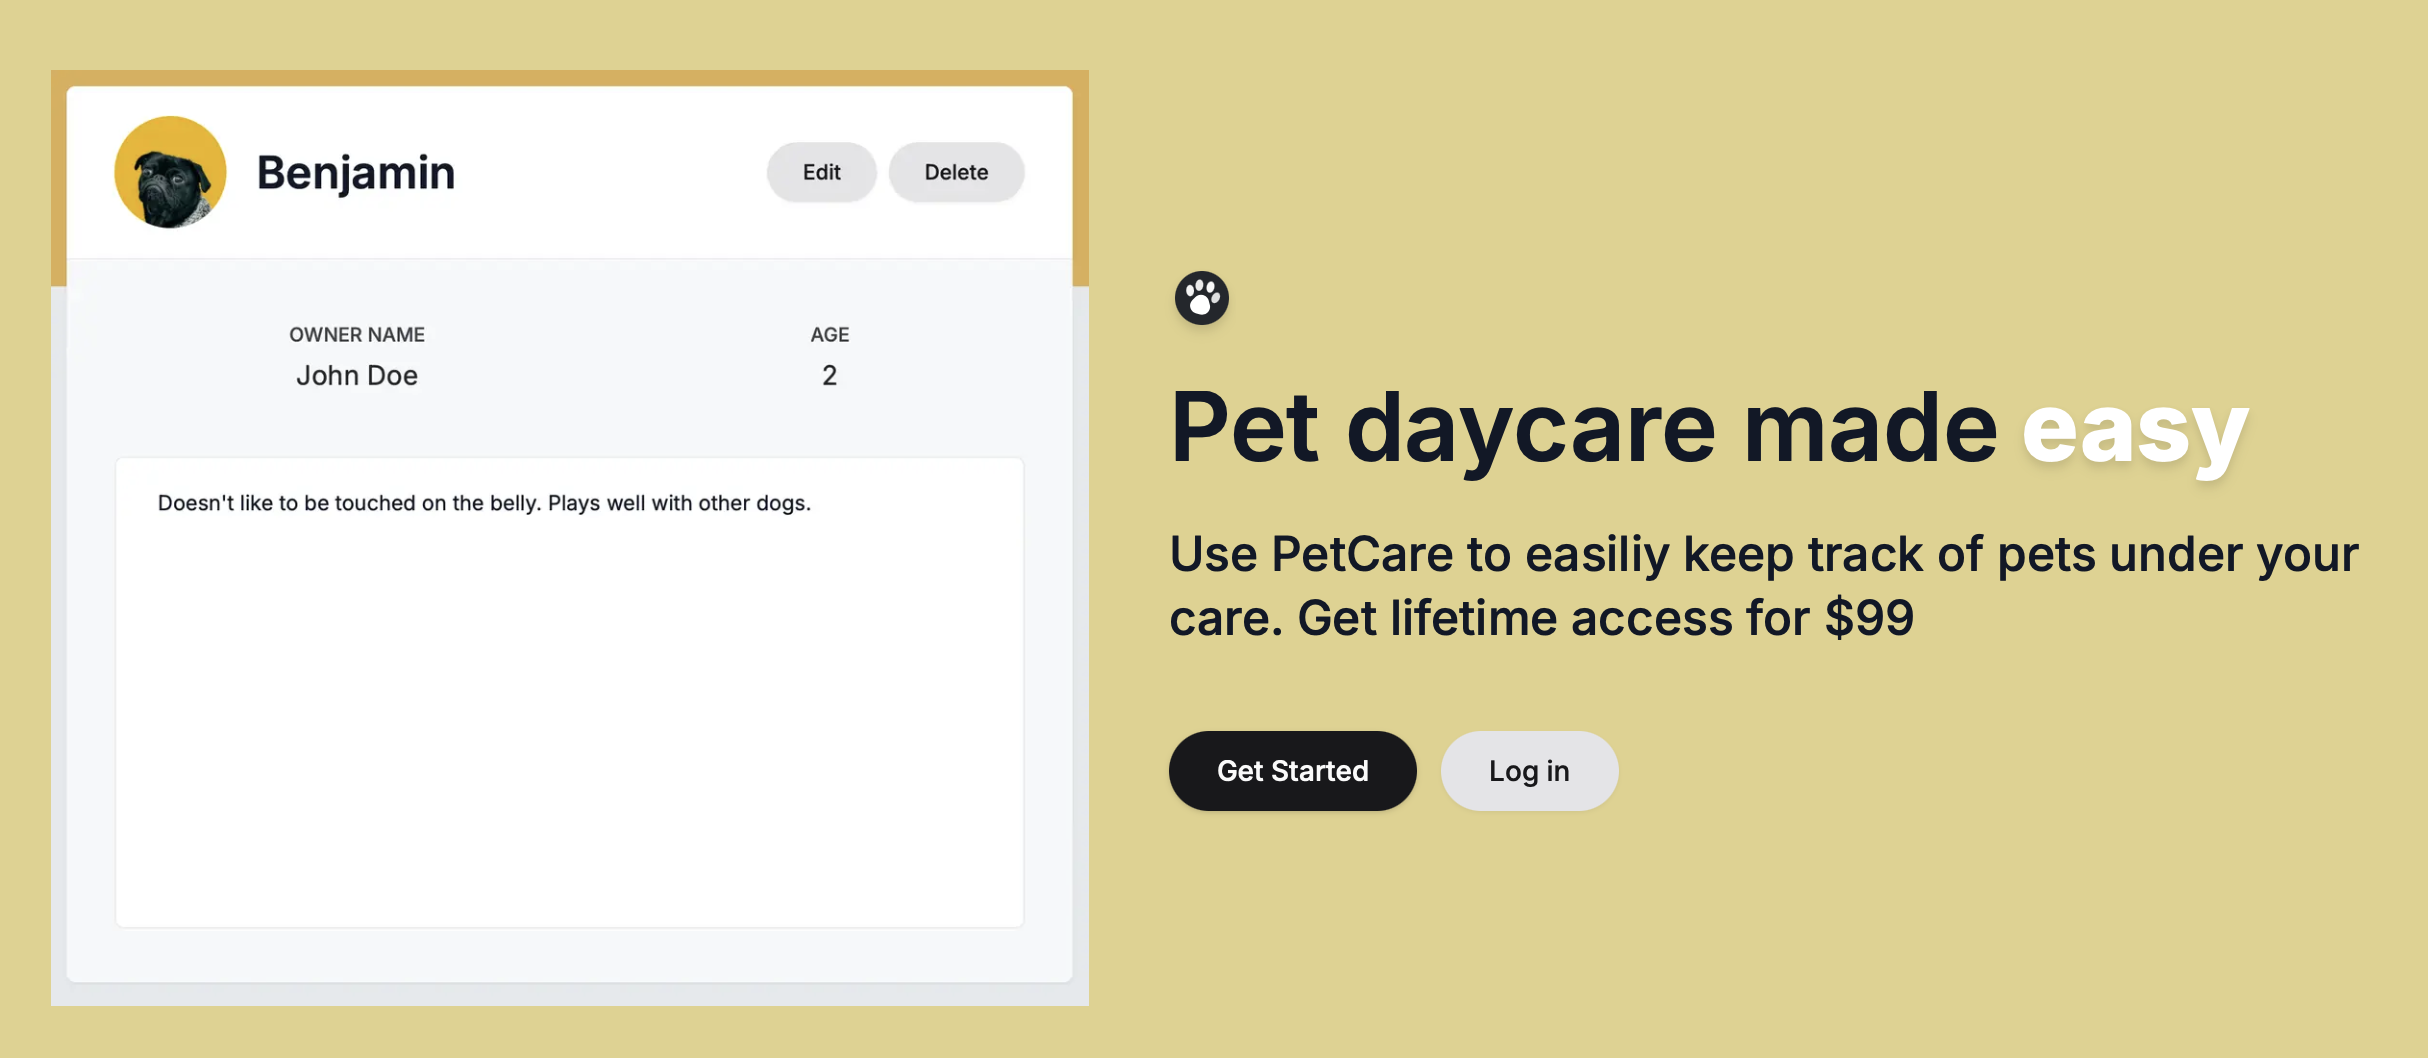 Benjamin
Edit
Delete
OWNER NAME
John Doe
AGE
2
Doesn't like to be touched on the belly. Plays well with other dogs.
Pet daycare made easy
Use PetCare to easiliy keep track of pets under your
care. Get lifetime access for $99
Get Started
Log in